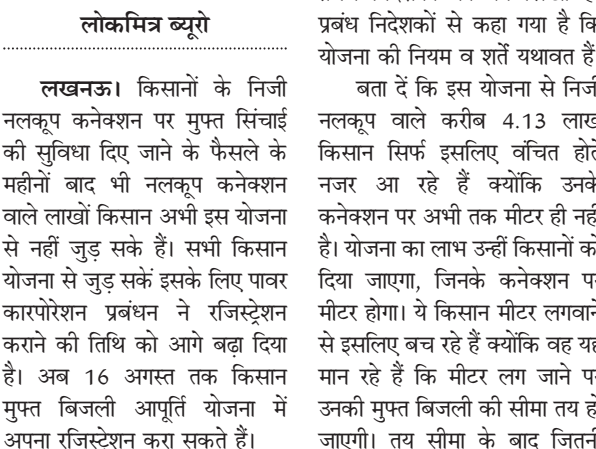 लोकमित्र ब्यूरो
लखनऊ। किसानों के निजी
नलकूप कनेक्शन पर मुफ्त सिंचाई
की सुविधा दिए जाने के फैसले के
महीनों बाद भी नलकूप कनेक्शन
वाले लाखों किसान अभी इस योजना
से नहीं जुड़ सके हैं। सभी किसान
योजना से जुड़ सकें इसके लिए पावर
कारपोरेशन प्रबंधन ने रजिस्ट्रेशन
कराने की तिथि को आगे बढ़ा दिया
है। अब 16 अगस्त तक किसान
मुफ्त बिजली आपूर्ति योजना में
अपना रजिस्टेशन करा सकते हैं।
प्रबंध निदेशकों से कहा गया है कि
योजना की नियम व शर्तें यथावत हैं
बता दें कि इस योजना से निजी
नलकूप वाले करीब 4.13 लाख
किसान सिर्फ इसलिए वंचित होते
नजर आ रहे हैं क्योंकि उनके
कनेक्शन पर अभी तक मीटर ही नहीं
है। योजना का लाभ उन्हीं किसानों को
दिया जाएगा, जिनके कनेक्शन पर
मीटर होगा। ये किसान मीटर लगवाने
से इसलिए बच रहे हैं क्योंकि वह यह
मान रहे हैं कि मीटर लग जाने पर
उनकी मुफ्त बिजली की सीमा तय हो
जाएगी। तय सीमा के बाद जितनी